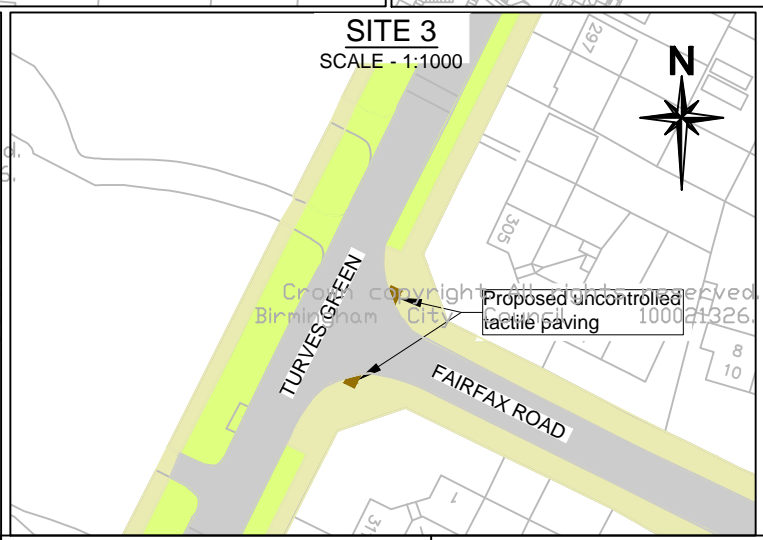 SITE 3
SCALE - 1:1000
N
297
d.
s.
305
TURVES GREEN
Crown copyright. All rights reserved.
Birmingham City Council 100021326.
Proposed uncontrolled
tactile paving
FAIRFAX ROAD
8
10
1